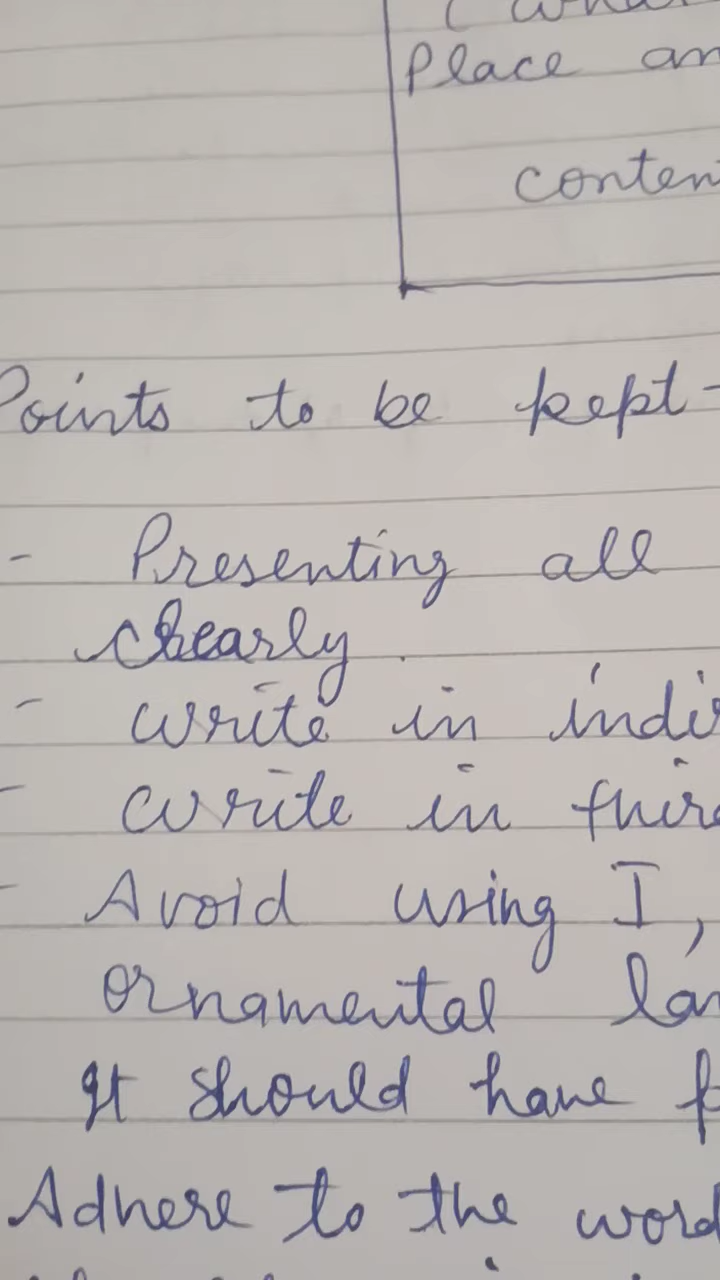 Place an
conten
Points to be kept-
- Presenting all
clearly.
- Write in indi
- Write in thir
- Avoid using I,
ornamental lan
It should have f
Adhere to the word